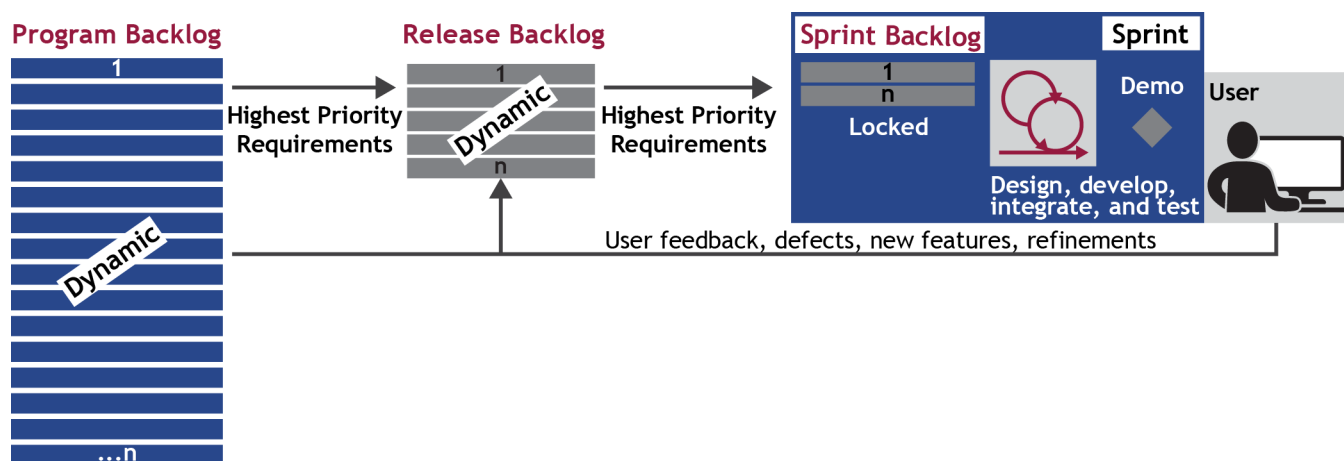 Program Backlog
1
Dynamic
...n
Highest Priority
Requirements
Release Backlog
1
Dynamic
n
Highest Priority
Requirements
Sprint Backlog
1
n
Locked
Sprint
Demo
Design, develop,
integrate, and test
User
User feedback, defects, new features, refinements